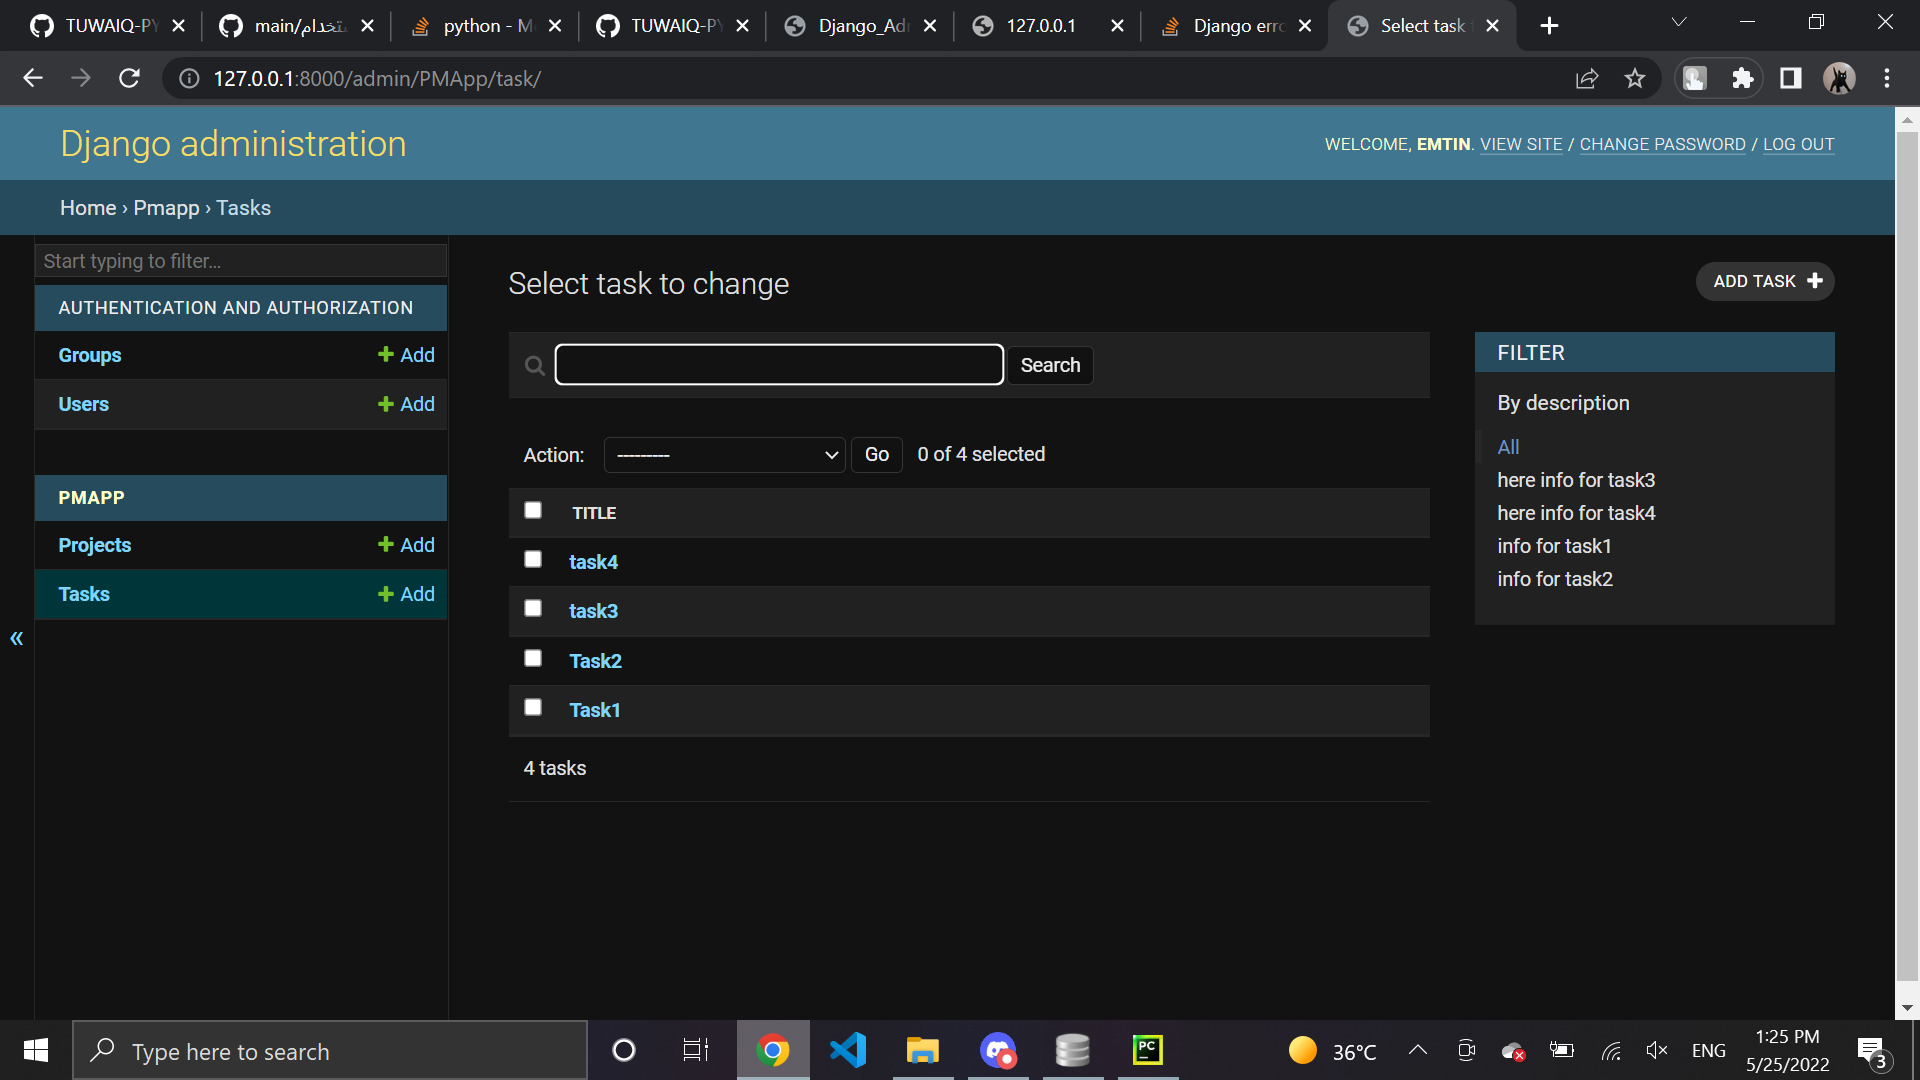 TUWAIQ-PY
main/ستخدام
python - M
TUWAIQ-PY
Django_Adm
127.0.0.1
Django erro
Select task
127.0.0.1:8000/admin/PMApp/task/
Django administration
WELCOME, EMTIN. VIEW SITE / CHANGE PASSWORD / LOG OUT
Home › Pmapp › Tasks
Start typing to filter...
AUTHENTICATION AND AUTHORIZATION
Groups
Add
Users
Add
PMAPP
Projects
Add
Tasks
Add
«
Select task to change
ADD TASK
Search
Action:
---------
Go
0 of 4 selected
TITLE
task4
task3
Task2
Task1
4 tasks
FILTER
By description
All
here info for task3
here info for task4
info for task1
info for task2
Type here to search
PC
36°C
ENG
1:25 PM
5/25/2022
3